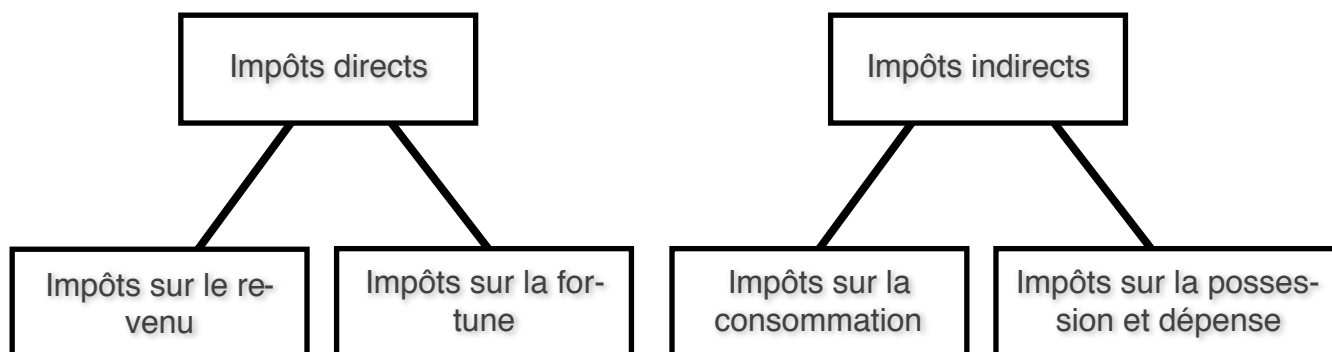 Impôts directs
Impôts indirects
Impôts sur le re-
venu
Impôts sur la for-
tune
Impôts sur la
consommation
Impôts sur la posses-
sion et dépense